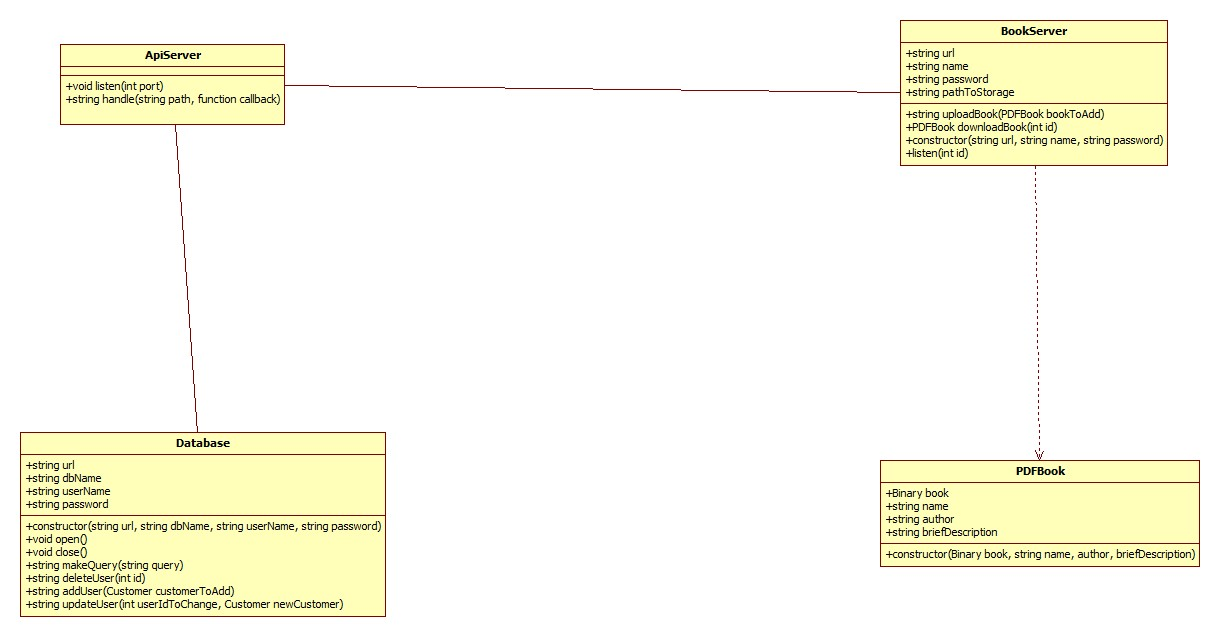 ApiServer
+void listen(int port)
+string handle(string path, function callback)
BookServer
+string url
+string name
+string password
+string pathToStorage
+string uploadBook(PDFBook bookToAdd)
+PDFBook downloadBook(int id)
+constructor(string url, string name, string password)
+listen(int id)
Database
+string url
+string dbName
+string userName
+string password
+constructor(string url, string dbName, string userName, string password)
+void open()
+void close()
+string makeQuery(string query)
+string deleteUser(int id)
+string addUser(Customer customerToAdd)
+string updateUser(int userIdToChange, Customer newCustomer)
PDFBook
+Binary book
+string name
+string author
+string briefDescription
+constructor(Binary book, string name, author, briefDescription)